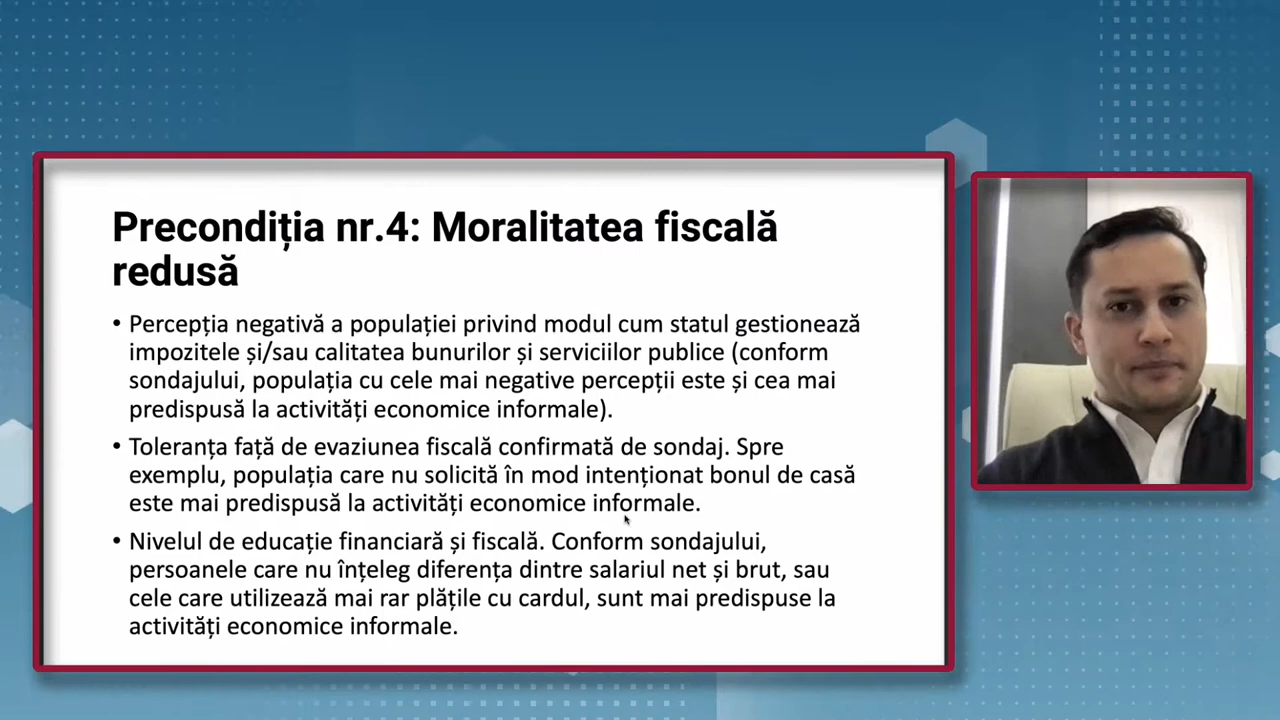 Precondiția nr.4: Moralitatea fiscală
redusă
• Percepția negativă a populației privind modul cum statul gestionează
impozitele și/sau calitatea bunurilor și serviciilor publice (conform
sondajului, populația cu cele mai negative percepții este și cea mai
predispusă la activități economice informale).
• Toleranța față de evaziunea fiscală confirmată de sondaj. Spre
exemplu, populația care nu solicită în mod intenționat bonul de casă
este mai predispusă la activități economice informale.
• Nivelul de educație financiară și fiscală. Conform sondajului,
persoanele care nu înțeleg diferența dintre salariul net și brut, sau
cele care utilizează mai rar plățile cu cardul, sunt mai predispuse la
activități economice informale.